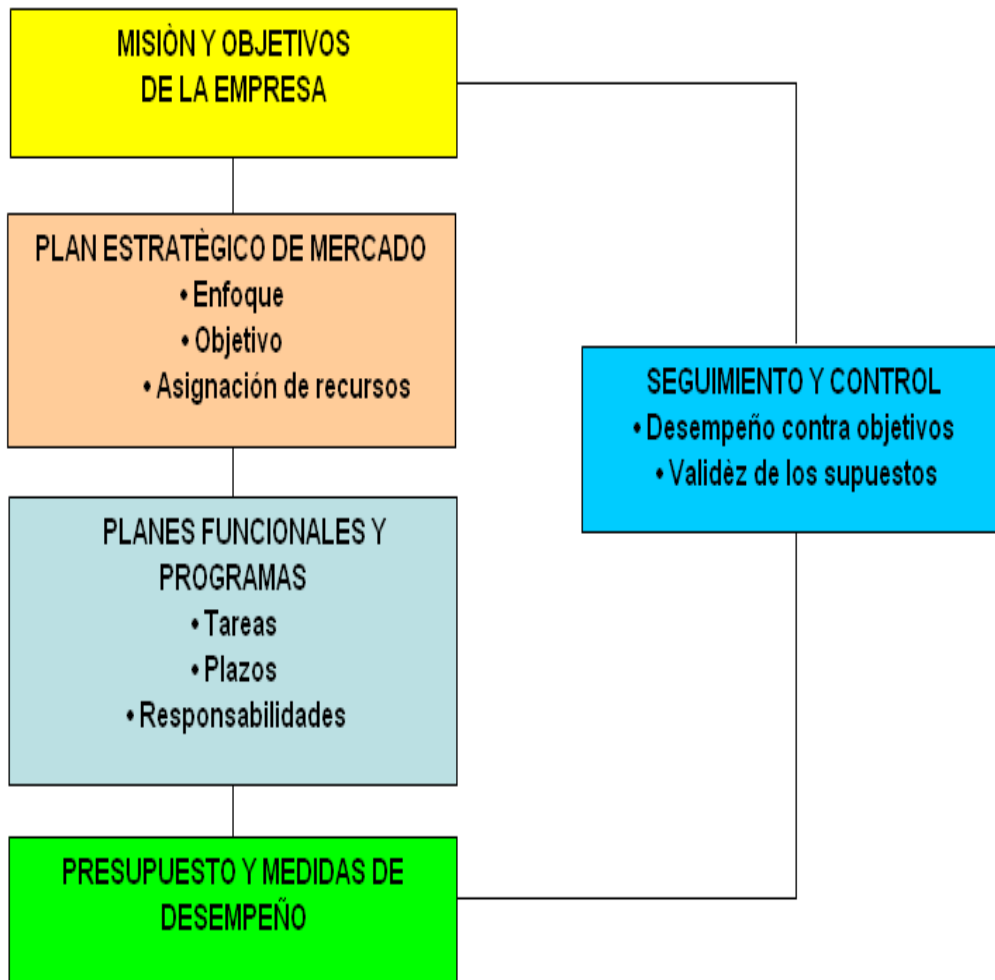 MISIÒN Y OBJETIVOS
DE LA EMPRESA
PLAN ESTRATÈGICO DE MERCADO
• Enfoque
• Objetivo
• Asignación de recursos
PLANES FUNCIONALES Y
PROGRAMAS
• Tareas
• Plazos
• Responsabilidades
PRESUPUESTO Y MEDIDAS DE
DESEMPEÑO
SEGUIMIENTO Y CONTROL
• Desempeño contra objetivos
• Validèz de los supuestos